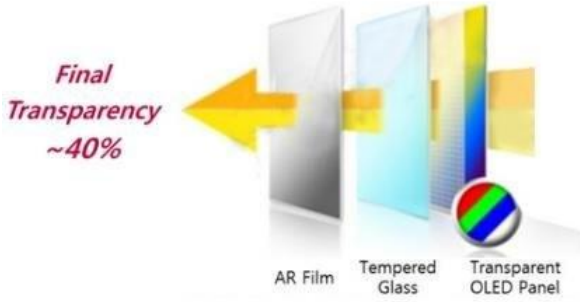 Final
Transparency
~40%
AR Film
Tempered
Glass
Transparent
OLED Panel